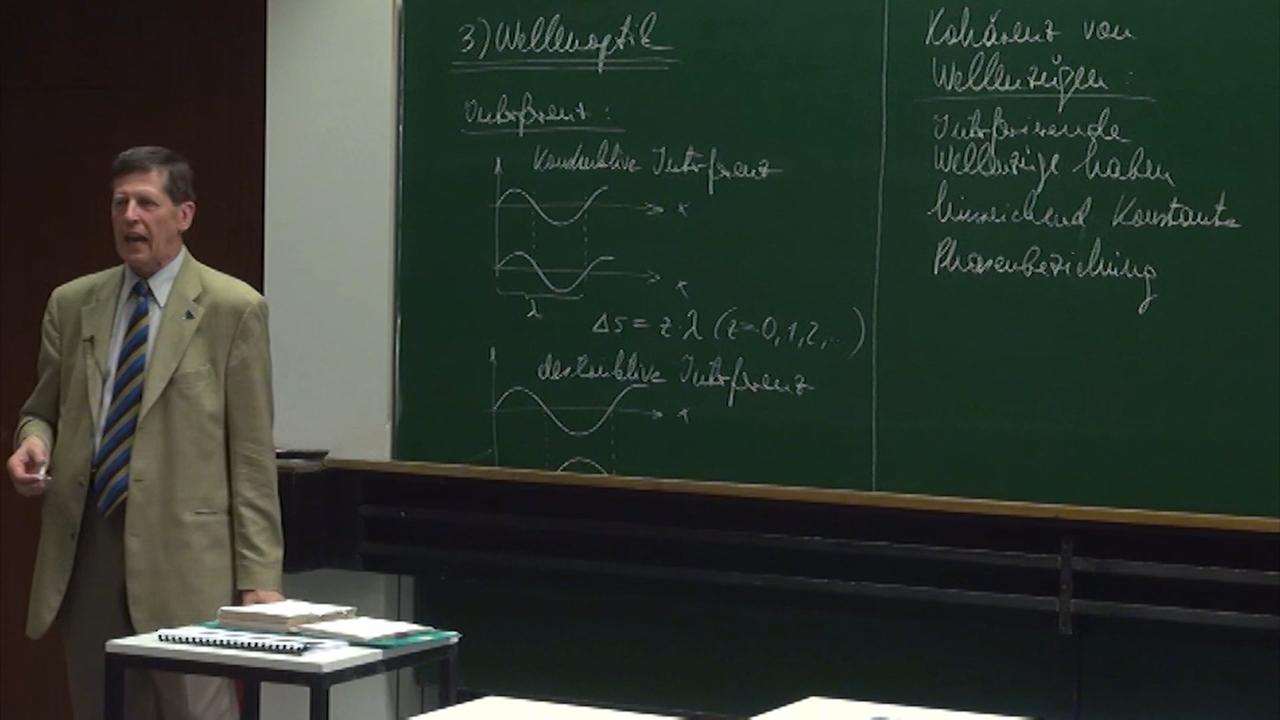 3) Wellenoptik
Interferenz:
Konstruktive Interferenz
x
x
λ
Δs = z·λ (z=0,1,2,...)
destruktive Interferenz
x
Kohärenz von
Wellenzügen:
Interferierende
Wellenzüge haben
hinreichend Konstante
Phasenbeziehung